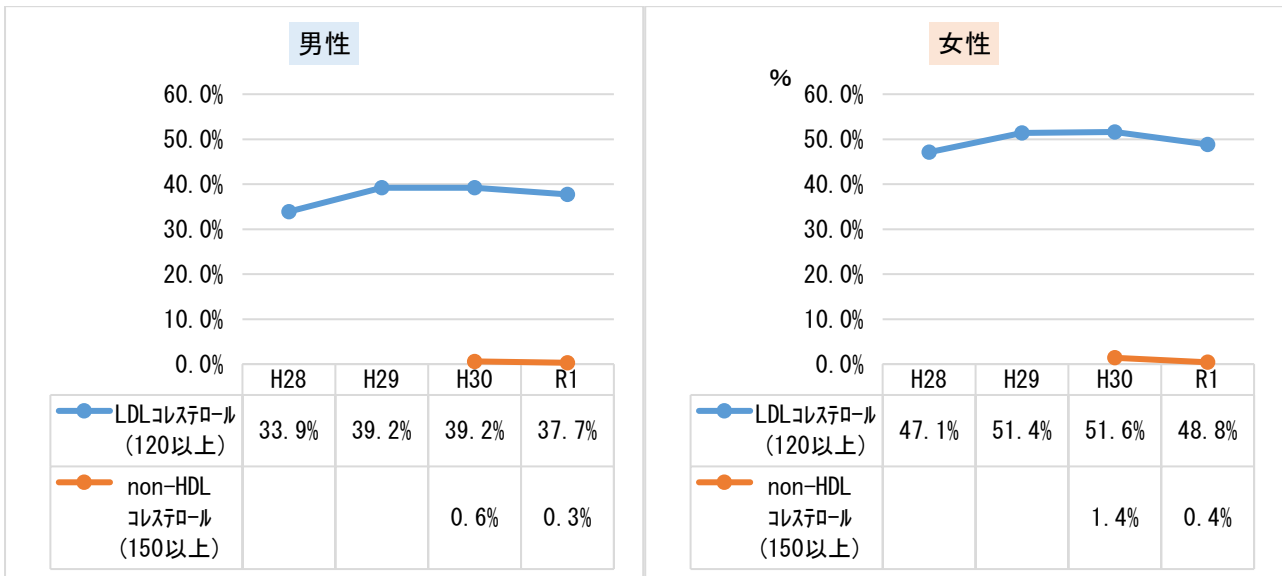 男性
60.0%
50.0%
40.0%
30.0%
20.0%
10.0%
0.0%
H28 H29 H30 R1
LDLｺﾚｽﾃﾛｰﾙ
(120以上) 33.9% 39.2% 39.2% 37.7%
non-HDL
ｺﾚｽﾃﾛｰﾙ
(150以上) 0.6% 0.3%
女性
%
60.0%
50.0%
40.0%
30.0%
20.0%
10.0%
0.0%
H28 H29 H30 R1
LDLｺﾚｽﾃﾛｰﾙ
(120以上) 47.1% 51.4% 51.6% 48.8%
non-HDL
ｺﾚｽﾃﾛｰﾙ
(150以上) 1.4% 0.4%